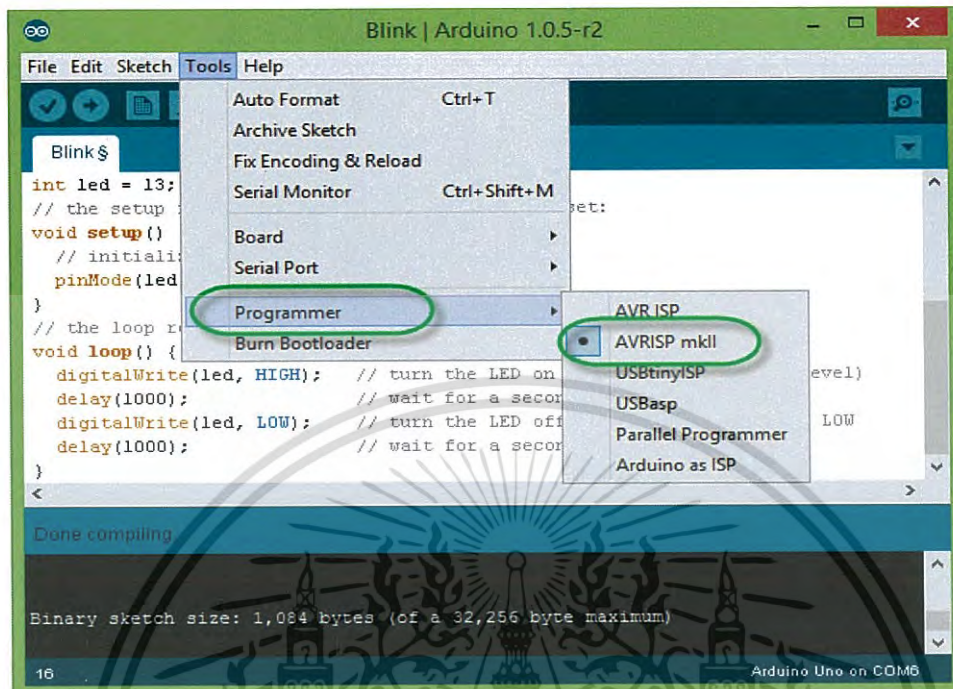 Blink | Arduino 1.0.5-r2
File Edit Sketch Tools Help
Auto Format Ctrl+T
Archive Sketch
Fix Encoding & Reload
Serial Monitor Ctrl+Shift+M
Board
Serial Port
Programmer
Burn Bootloader
AVR ISP
AVRISP mkII
USBtinyISP
USBasp
Parallel Programmer
Arduino as ISP
Blink §
int led = 13;
// the setup set:
void setup()
// initiali
pinMode(led
}
// the loop r
void loop() {
digitalWrite(led, HIGH); // turn the LED on evel)
delay(1000); // wait for a secon
digitalWrite(led, LOW); // turn the LED off LOW
delay(1000); // wait for a secon
}
Done compiling.
Binary sketch size: 1,084 bytes (of a 32,256 byte maximum)
16 Arduino Uno on COM6